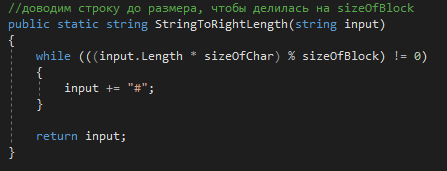 //доводим строку до размера, чтобы делилась на sizeOfBlock
public static string StringToRightLength(string input)
{
    while (((input.Length * sizeOfChar) % sizeOfBlock) != 0)
    {
        input += "#";
    }

    return input;
}